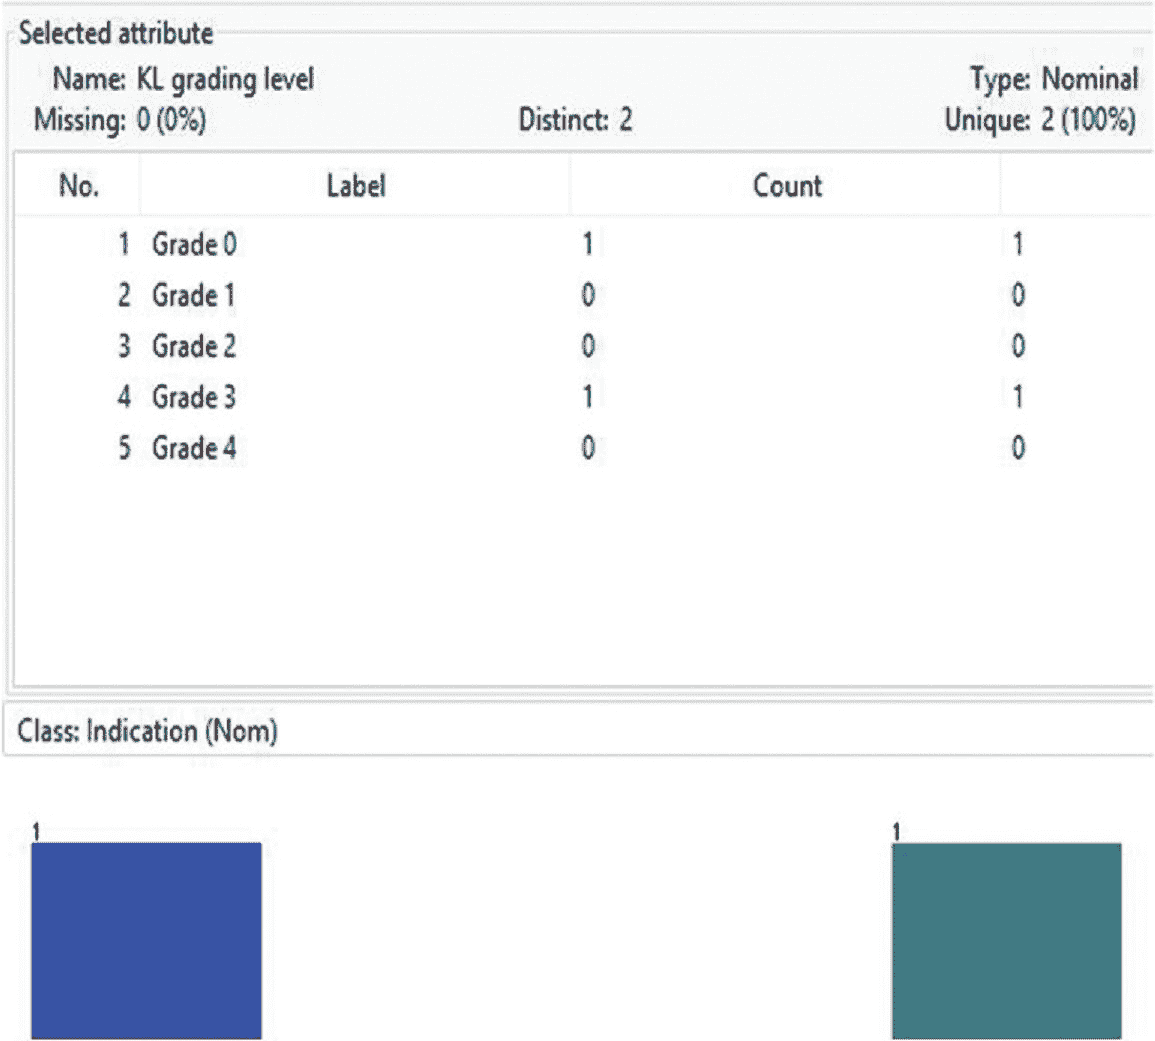 Selected attribute
Name: KL grading level Type: Nominal
Missing: 0 (0%) Distinct: 2 Unique: 2 (100%)
No. Label Count
1 Grade 0 1 1
2 Grade 1 0 0
3 Grade 2 0 0
4 Grade 3 1 1
5 Grade 4 0 0
Class: Indication (Nom)
1 1